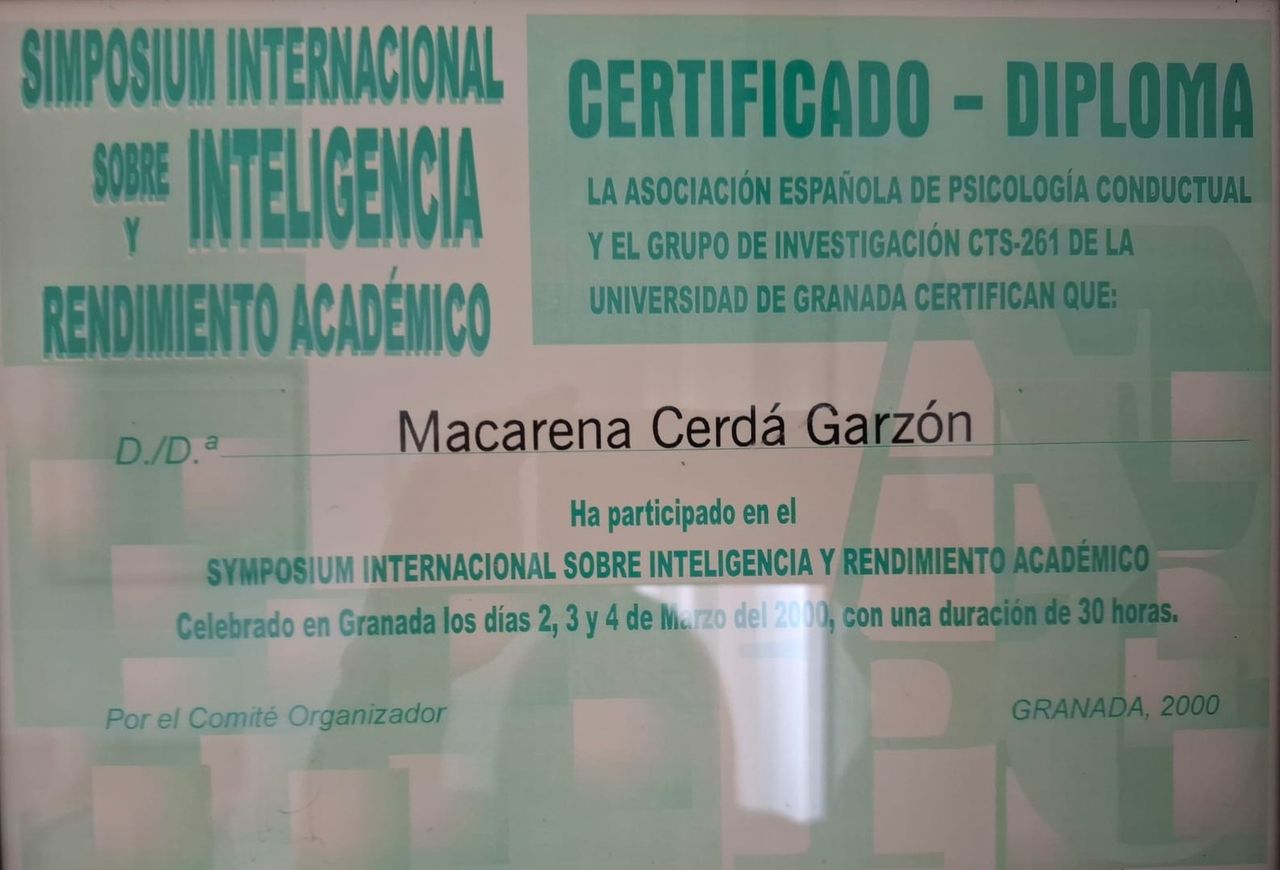 SIMPOSIUM INTERNACIONAL
SOBRE INTELIGENCIA
Y
RENDIMIENTO ACADÉMICO
CERTIFICADO - DIPLOMA
LA ASOCIACIÓN ESPAÑOLA DE PSICOLOGÍA CONDUCTUAL
Y EL GRUPO DE INVESTIGACIÓN CTS-261 DE LA
UNIVERSIDAD DE GRANADA CERTIFICAN QUE:
D./D.ª Macarena Cerdá Garzón
Ha participado en el
SYMPOSIUM INTERNACIONAL SOBRE INTELIGENCIA Y RENDIMIENTO ACADÉMICO
Celebrado en Granada los días 2, 3 y 4 de Marzo del 2000, con una duración de 30 horas.
Por el Comité Organizador
GRANADA, 2000